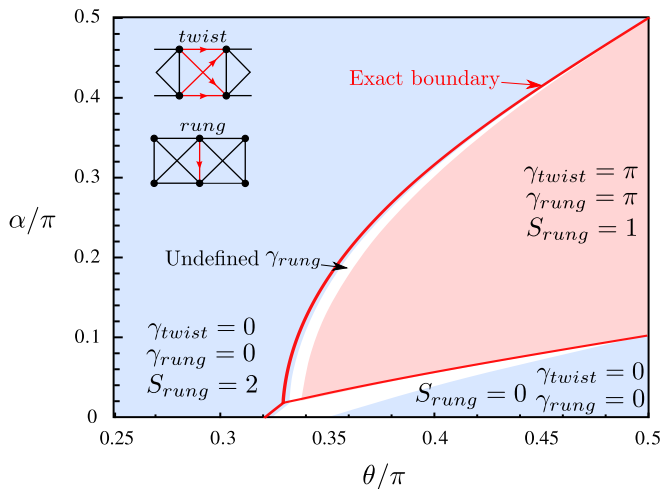 0.5
twist
0.4
Exact boundary
rung
0.3
γtwist = π
γrung = π
Srung = 1
α/π
0.2
Undefined γrung
γtwist = 0
0.1
γrung = 0
Srung = 2
γtwist = 0
Srung = 0
γrung = 0
0
0.25 0.3 0.35 0.4 0.45 0.5
θ/π